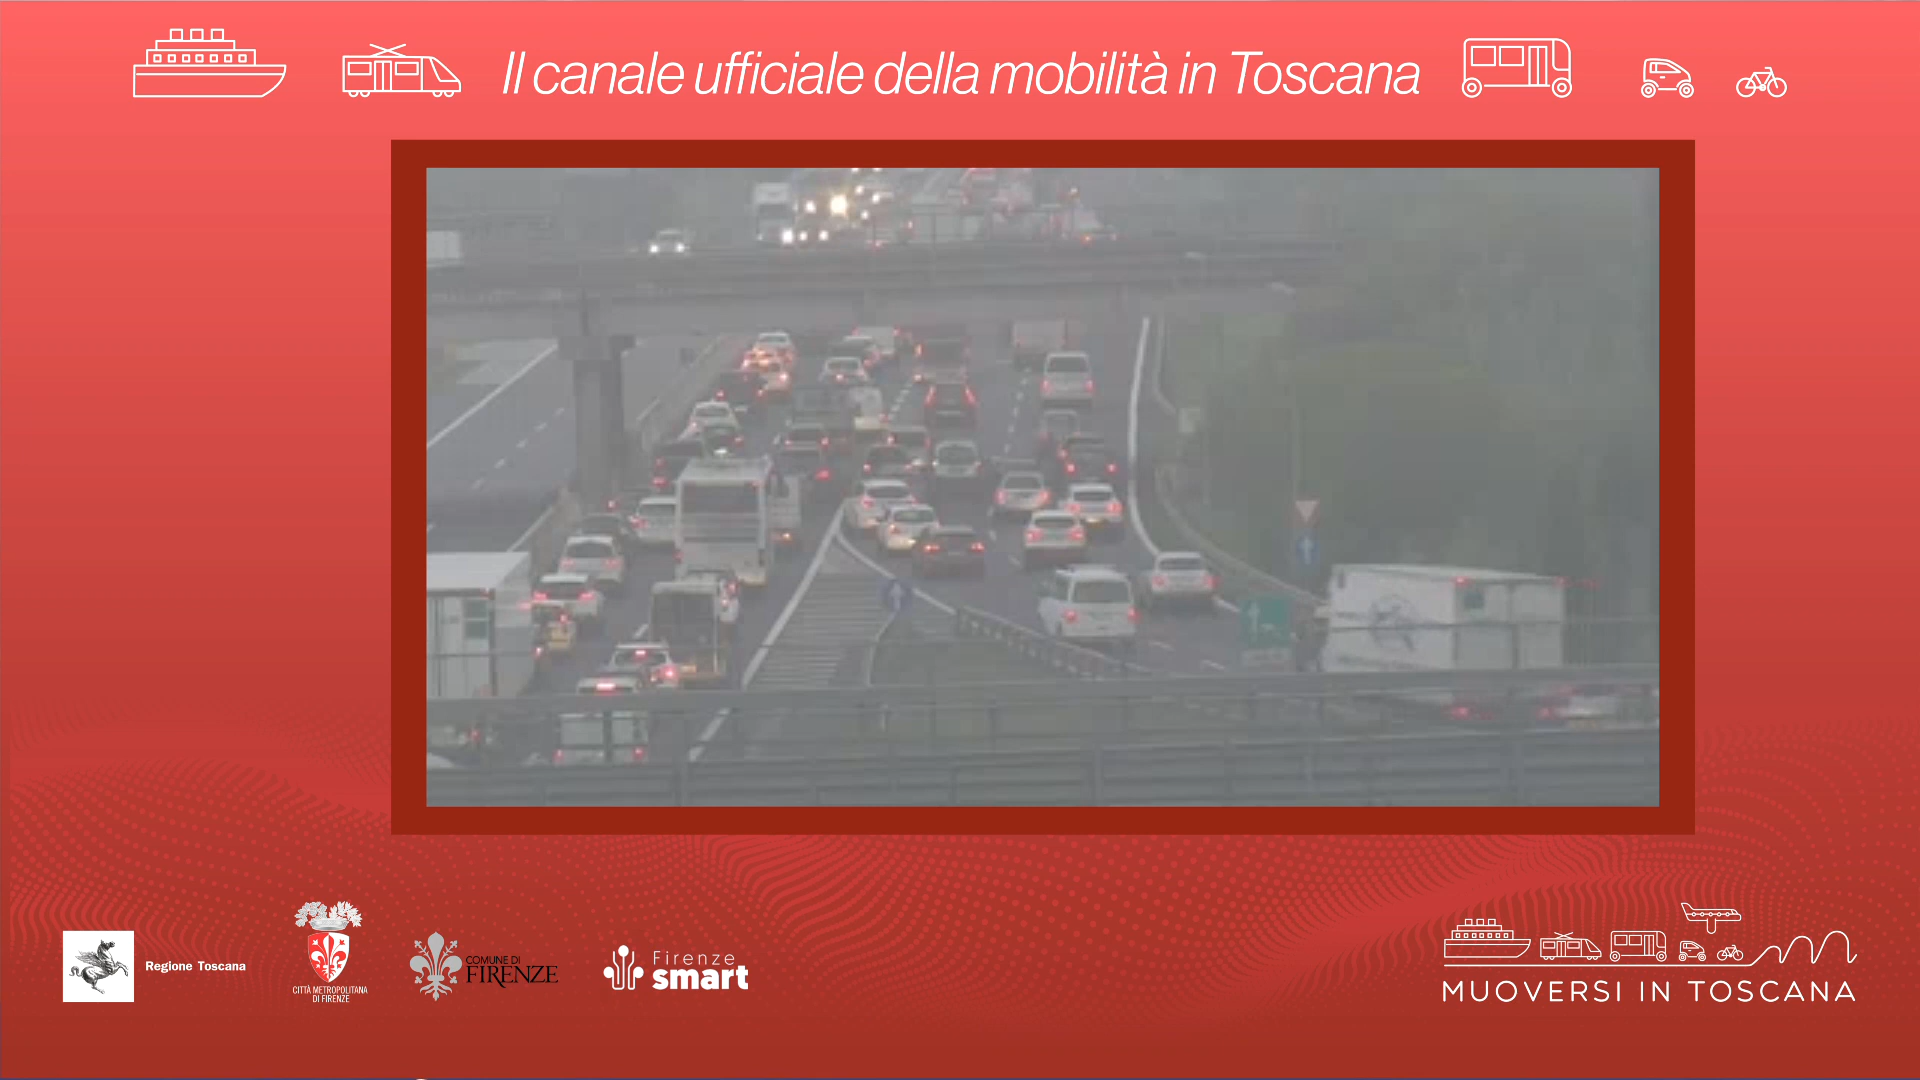 Il canale ufficiale della mobilità in Toscana
Regione Toscana
CITTÀ METROPOLITANA
DI FIRENZE
COMUNE DI
FIRENZE
Firenze
smart
MUOVERSI IN TOSCANA